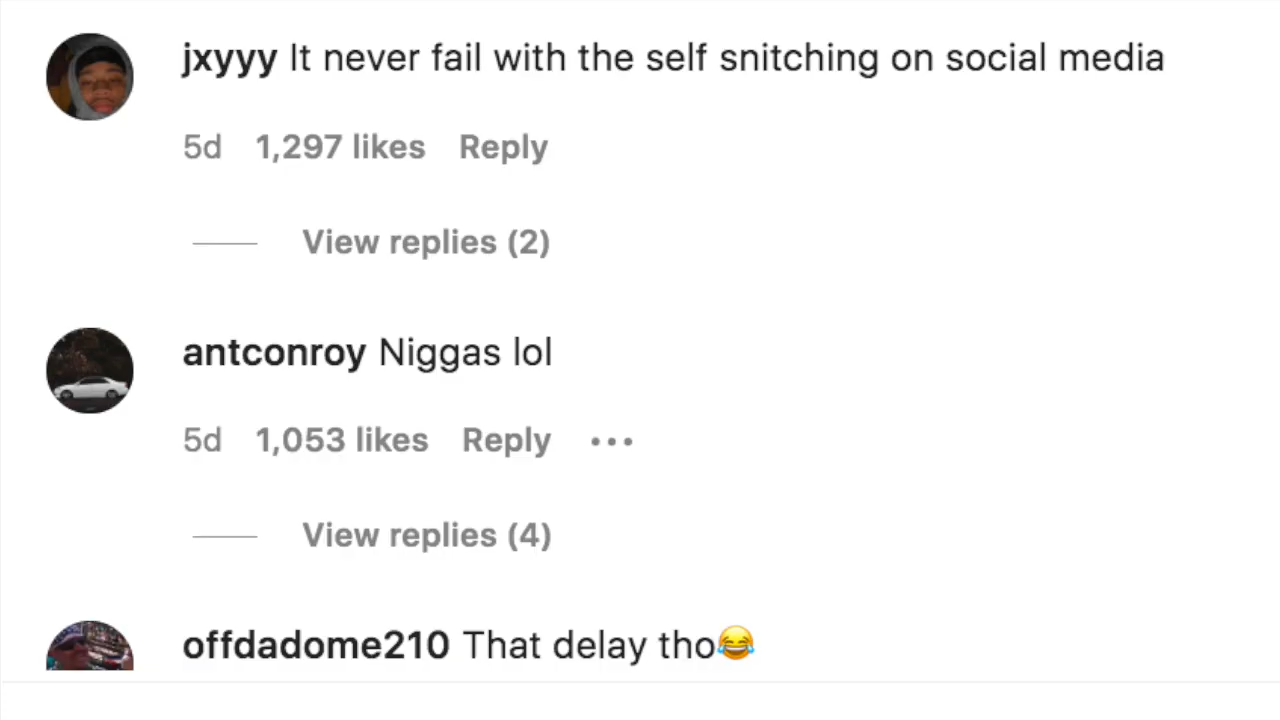 jxyyy It never fail with the self snitching on social media
5d 1,297 likes Reply
View replies (2)
antconroy Niggas lol
5d 1,053 likes Reply •••
View replies (4)
offdadome210 That delay tho😂